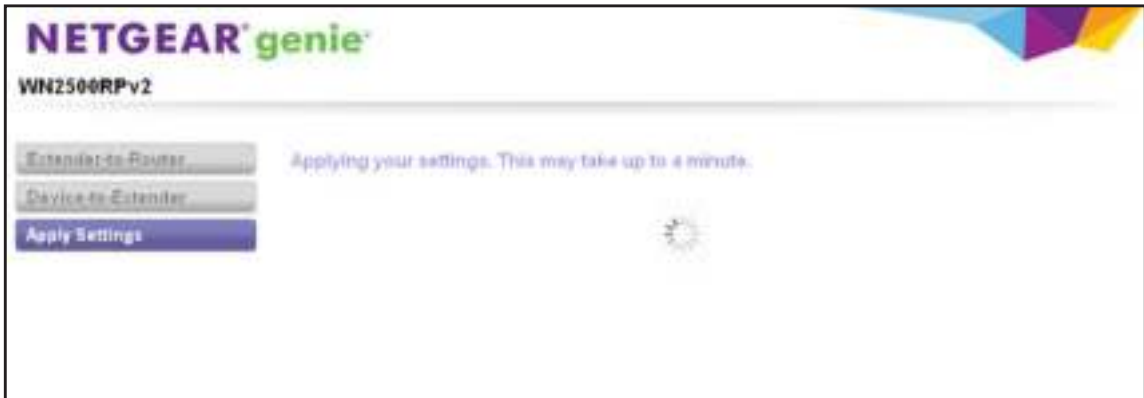 NETGEAR® genie®
WN2500RPv2
Extender-to-Router
Device-to-Extender
Apply Settings
Applying your settings. This may take up to a minute.